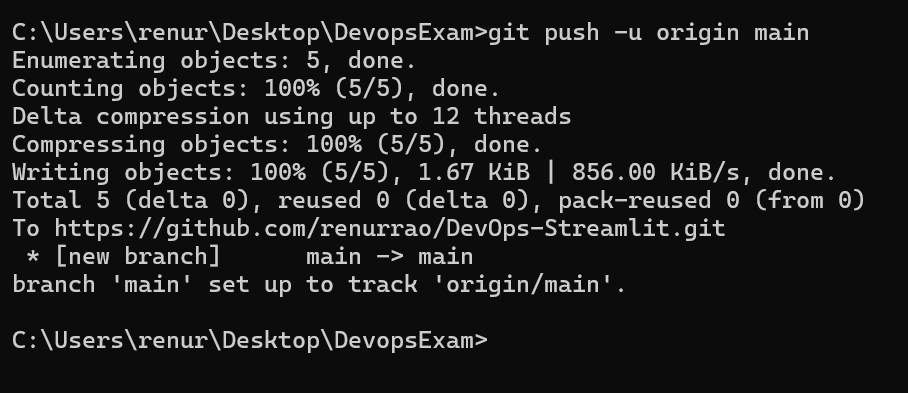 C:\Users\renur\Desktop\DevopsExam>git push -u origin main
Enumerating objects: 5, done.
Counting objects: 100% (5/5), done.
Delta compression using up to 12 threads
Compressing objects: 100% (5/5), done.
Writing objects: 100% (5/5), 1.67 KiB | 856.00 KiB/s, done.
Total 5 (delta 0), reused 0 (delta 0), pack-reused 0 (from 0)
To https://github.com/renurrao/DevOps-Streamlit.git
 * [new branch]      main -> main
branch 'main' set up to track 'origin/main'.
C:\Users\renur\Desktop\DevopsExam>